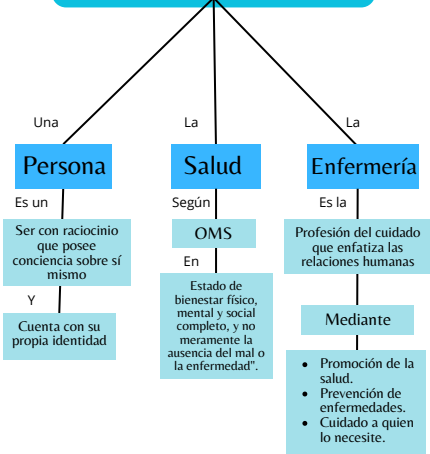 Una
Persona
Es un
Ser con raciocinio
que posee
conciencia sobre sí
mismo
Y
Cuenta con su
propia identidad
La
Salud
Según
OMS
En
Estado de
bienestar físico,
mental y social
completo, y no
meramente la
ausencia del mal o
la enfermedad".
La
Enfermería
Es la
Profesión del cuidado
que enfatiza las
relaciones humanas
Mediante
• Promoción de la
salud.
• Prevención de
enfermedades.
• Cuidado a quien
lo necesite.